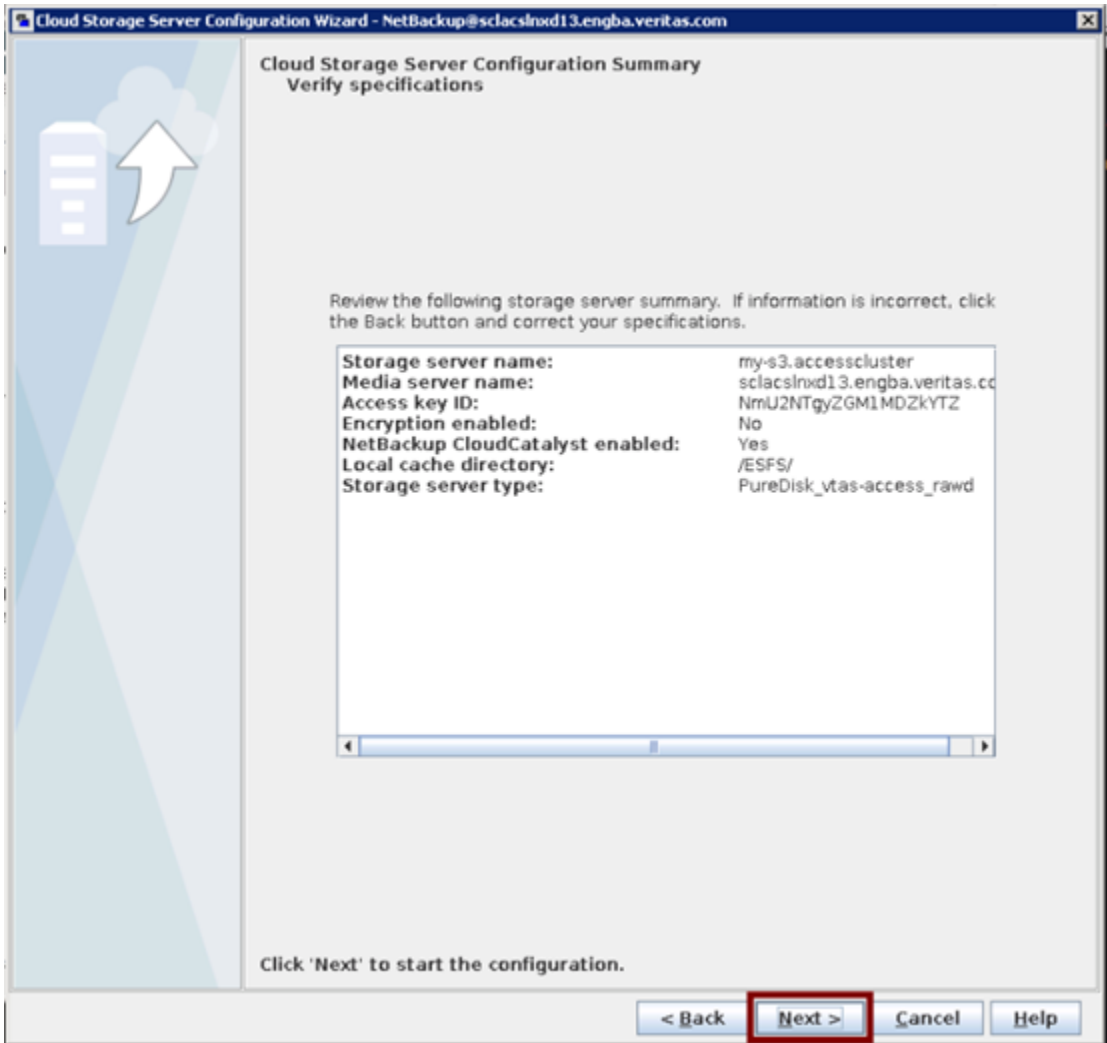 Cloud Storage Server Configuration Wizard - NetBackup@sclacslnxd13.engba.veritas.com
Cloud Storage Server Configuration Summary
Verify specifications
Review the following storage server summary. If information is incorrect, click
the Back button and correct your specifications.
Storage server name: my-s3.accesscluster
Media server name: sclacslnxd13.engba.veritas.cc
Access key ID: NmU2NTgyZGM1MDZkYTZ
Encryption enabled: No
NetBackup CloudCatalyst enabled: Yes
Local cache directory: /ESFS/
Storage server type: PureDisk_vtas-access_rawd
Click 'Next' to start the configuration.
< Back Next > Cancel Help